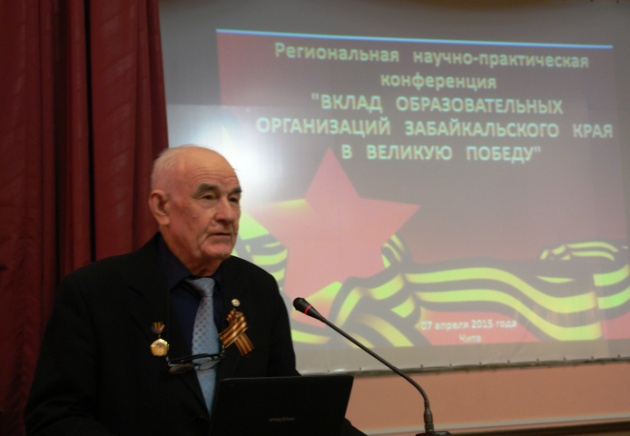 Региональная научно-практическая
конференция
"ВКЛАД ОБРАЗОВАТЕЛЬНЫХ
ОРГАНИЗАЦИЙ ЗАБАЙКАЛЬСКОГО КРАЯ
В ВЕЛИКУЮ ПОБЕДУ"
07 апреля 2015 года
Чита